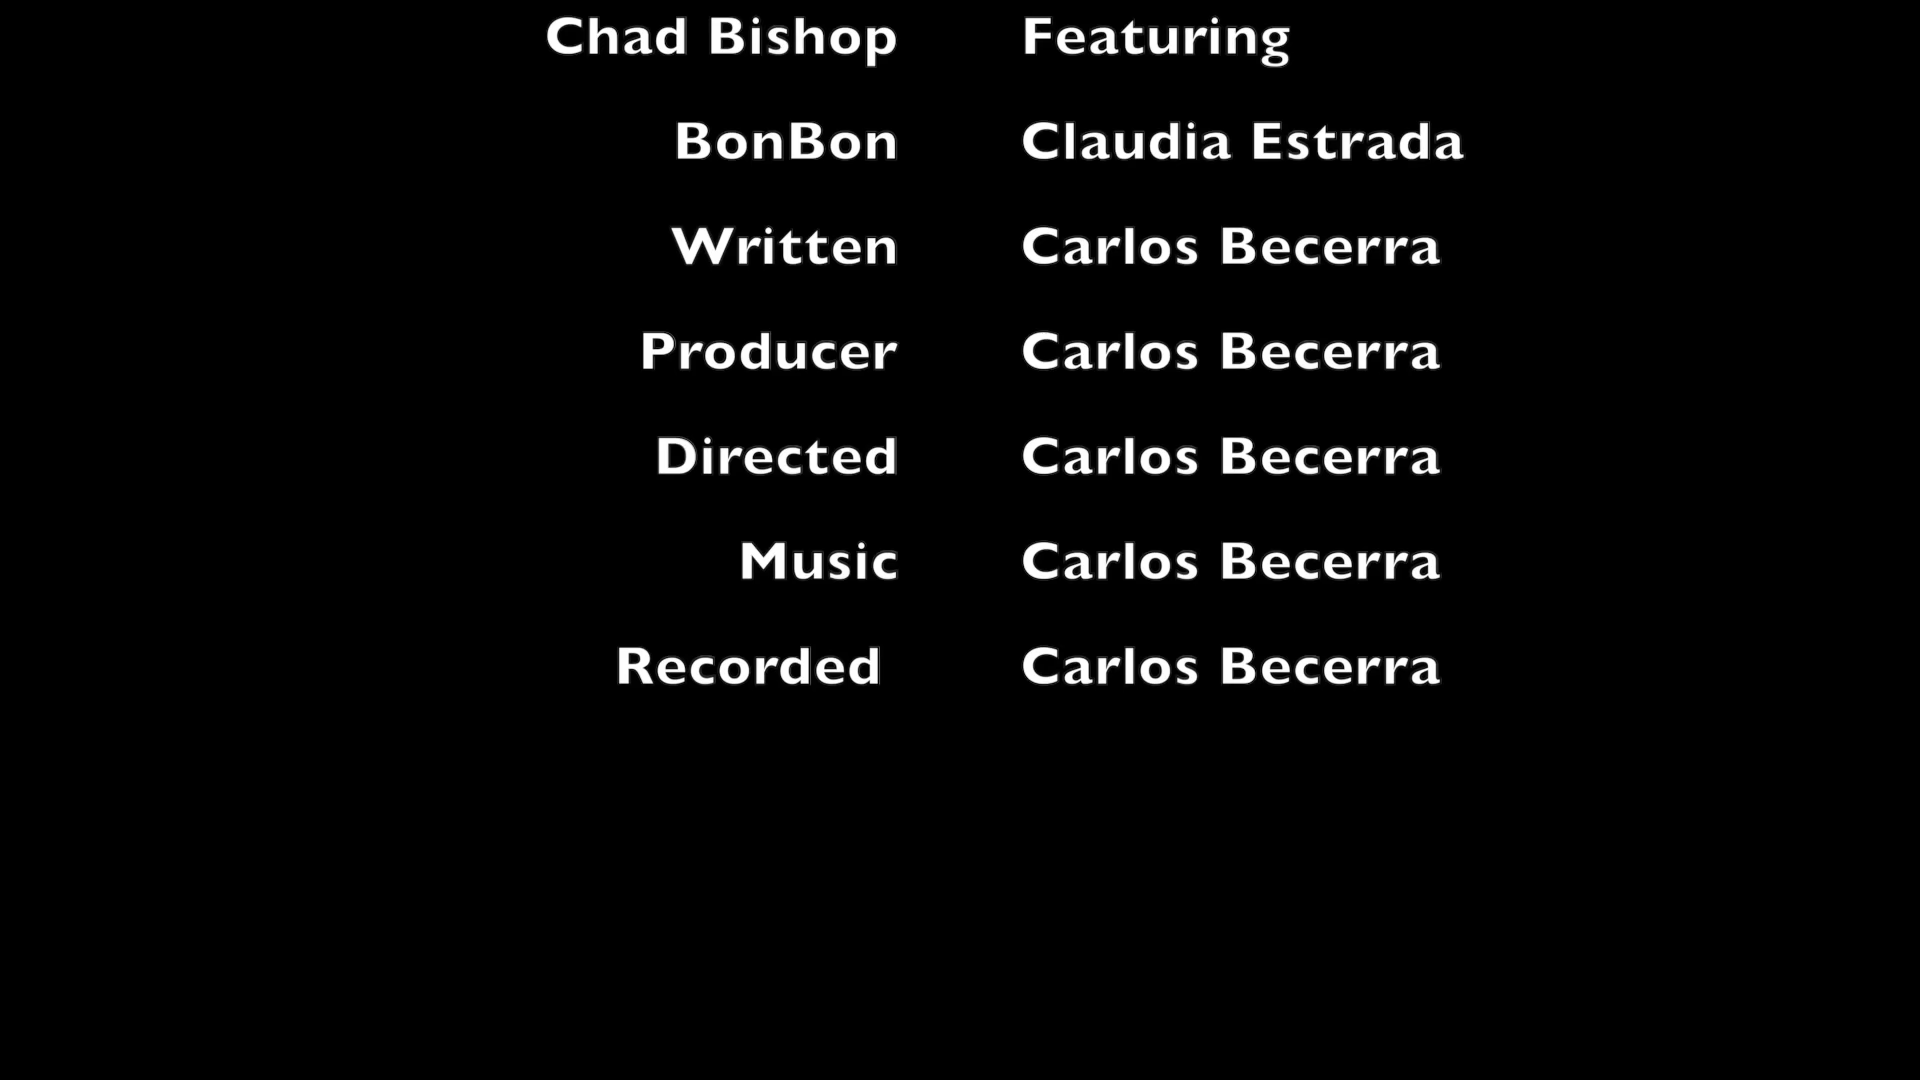 Chad Bishop Featuring
BonBon Claudia Estrada
Written Carlos Becerra
Producer Carlos Becerra
Directed Carlos Becerra
Music Carlos Becerra
Recorded Carlos Becerra